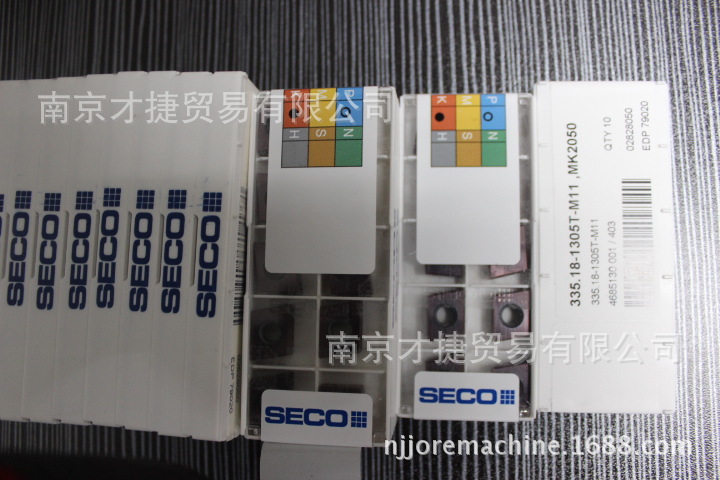 南京才捷贸易有限公司
SECO
SECO
SECO
SECO
SECO
SECO
SECO
EDP 79020
P M K
N S H
SECO
P M K
N S H
SECO
335.18-1305T-M11 ,MK2050
335.18-1305T-M11
4685130.001 / 403
QTY 10
02828050
EDP 79020
南京才捷贸易有限公司
njjoremachine.1688.com